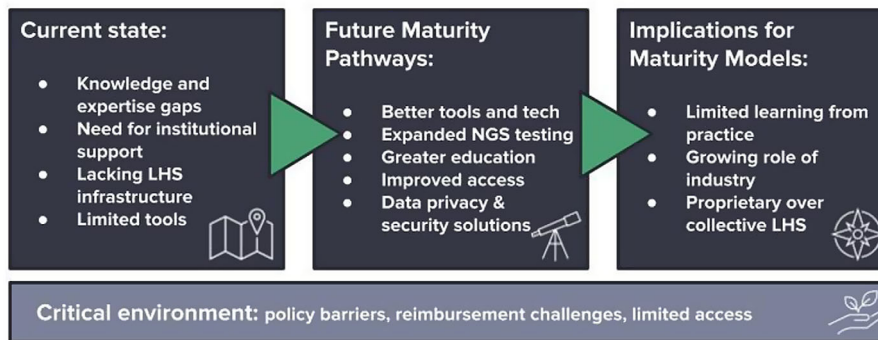 Current state:
● Knowledge and
expertise gaps
● Need for institutional
support
● Lacking LHS
infrastructure
● Limited tools
Future Maturity
Pathways:
● Better tools and tech
● Expanded NGS testing
● Greater education
● Improved access
● Data privacy &
security solutions
Implications for
Maturity Models:
● Limited learning from
practice
● Growing role of
industry
● Proprietary over
collective LHS
Critical environment: policy barriers, reimbursement challenges, limited access